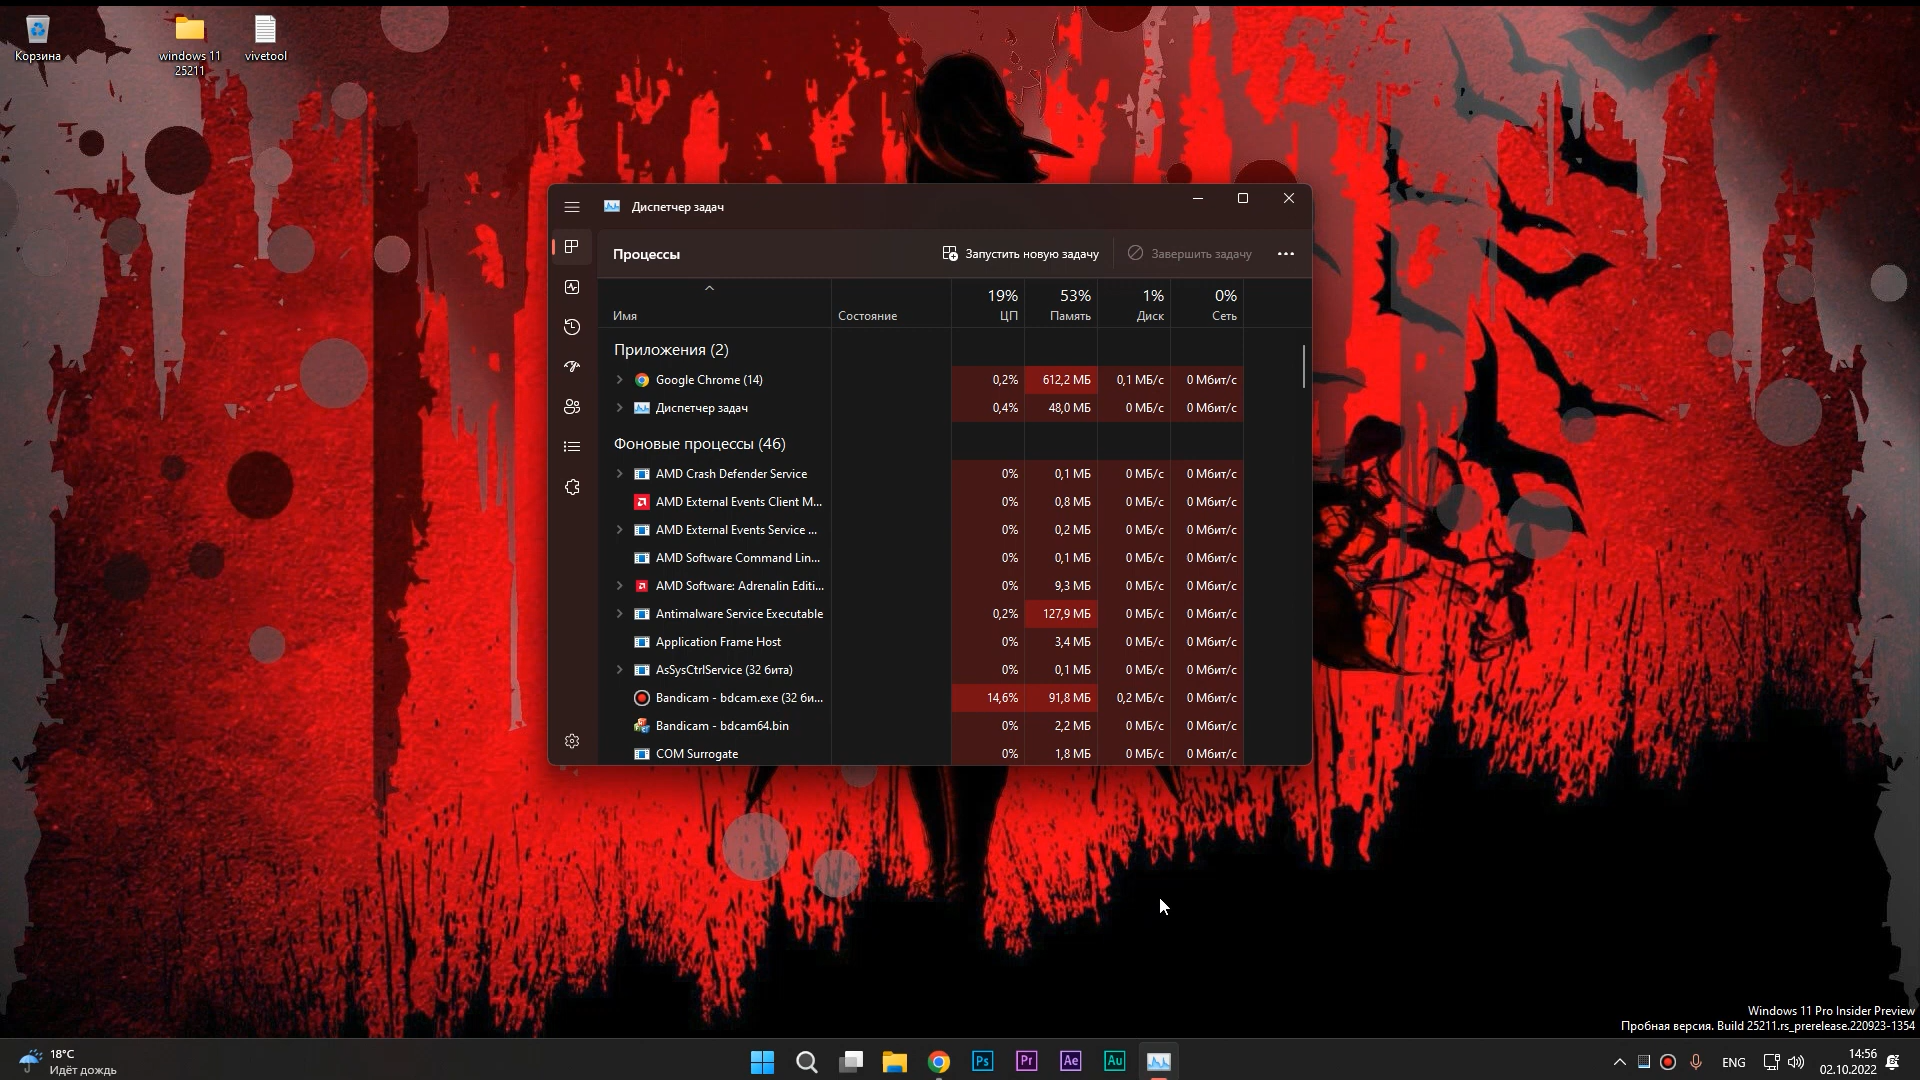 Корзина
windows 11
25211
vivetool
Диспетчер задач
Процессы
Запустить новую задачу
Завершить задачу
Имя
Состояние
19%
ЦП
53%
Память
1%
Диск
0%
Сеть
Приложения (2)
Google Chrome (14) 0,2% 612,2 МБ 0,1 МБ/с 0 Мбит/с
Диспетчер задач 0,4% 48,0 МБ 0 МБ/с 0 Мбит/с
Фоновые процессы (46)
AMD Crash Defender Service 0% 0,1 МБ 0 МБ/с 0 Мбит/с
AMD External Events Client M... 0% 0,8 МБ 0 МБ/с 0 Мбит/с
AMD External Events Service ... 0% 0,2 МБ 0 МБ/с 0 Мбит/с
AMD Software Command Lin... 0% 0,1 МБ 0 МБ/с 0 Мбит/с
AMD Software: Adrenalin Editi... 0% 9,3 МБ 0 МБ/с 0 Мбит/с
Antimalware Service Executable 0,2% 127,9 МБ 0 МБ/с 0 Мбит/с
Application Frame Host 0% 3,4 МБ 0 МБ/с 0 Мбит/с
AsSysCtrlService (32 бита) 0% 0,1 МБ 0 МБ/с 0 Мбит/с
Bandicam - bdcam.exe (32 би... 14,6% 91,8 МБ 0,2 МБ/с 0 Мбит/с
Bandicam - bdcam64.bin 0% 2,2 МБ 0 МБ/с 0 Мбит/с
COM Surrogate 0% 1,8 МБ 0 МБ/с 0 Мбит/с
Windows 11 Pro Insider Preview
Пробная версия. Build 25211.rs_prerelease.220923-1354
18°C
Идёт дождь
Ps
Pr
Ae
Au
ENG
14:56
02.10.2022